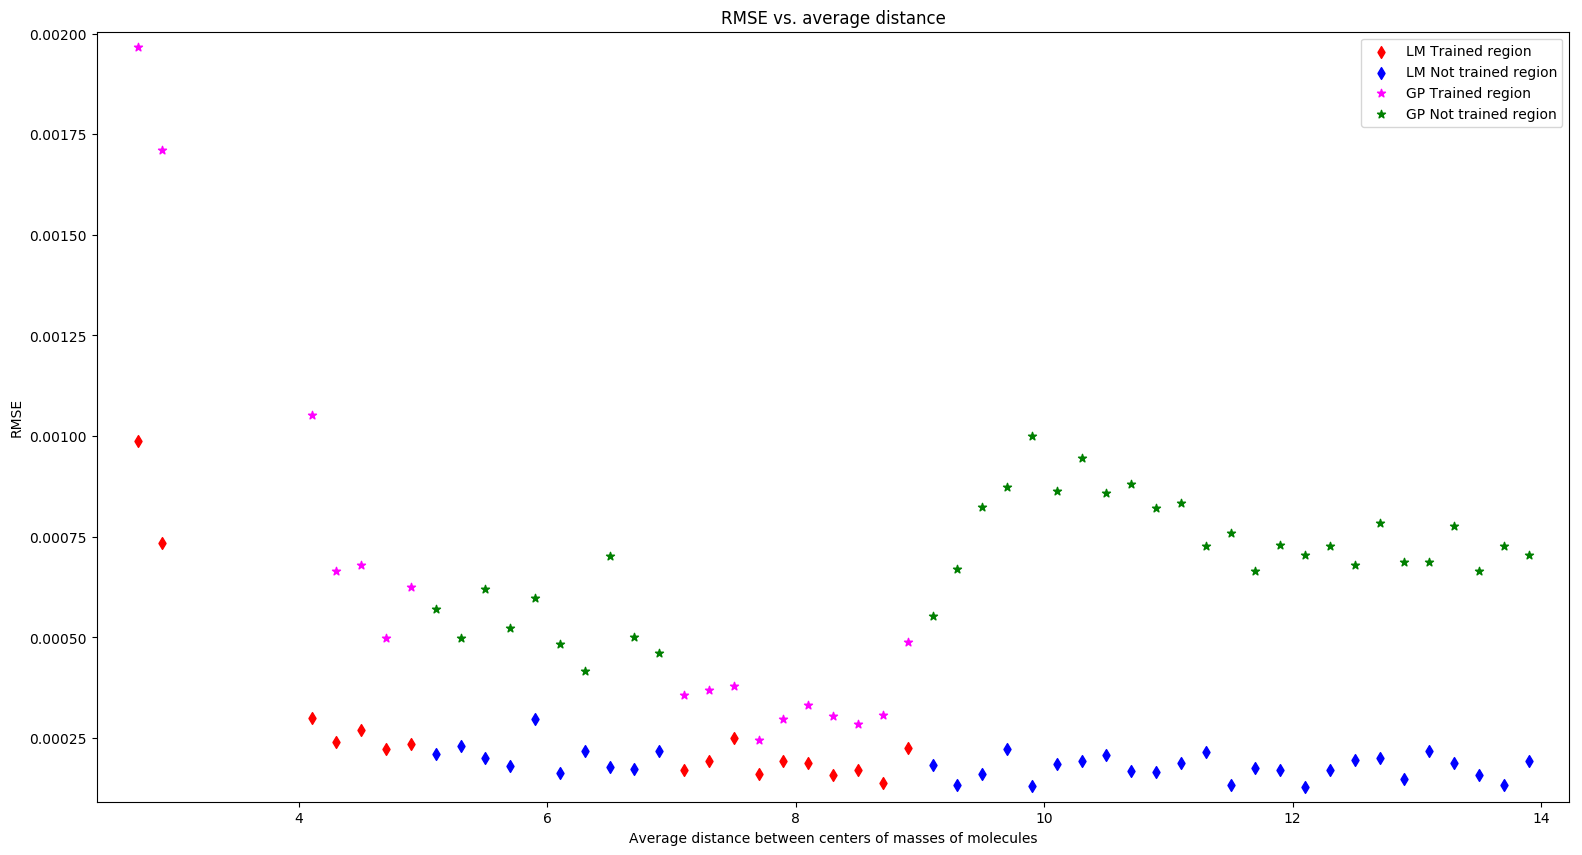 RMSE vs. average distance
LM Trained region
LM Not trained region
GP Trained region
GP Not trained region
RMSE
0.00200
0.00175
0.00150
0.00125
0.00100
0.00075
0.00050
0.00025
4
6
8
10
12
14
Average distance between centers of masses of molecules